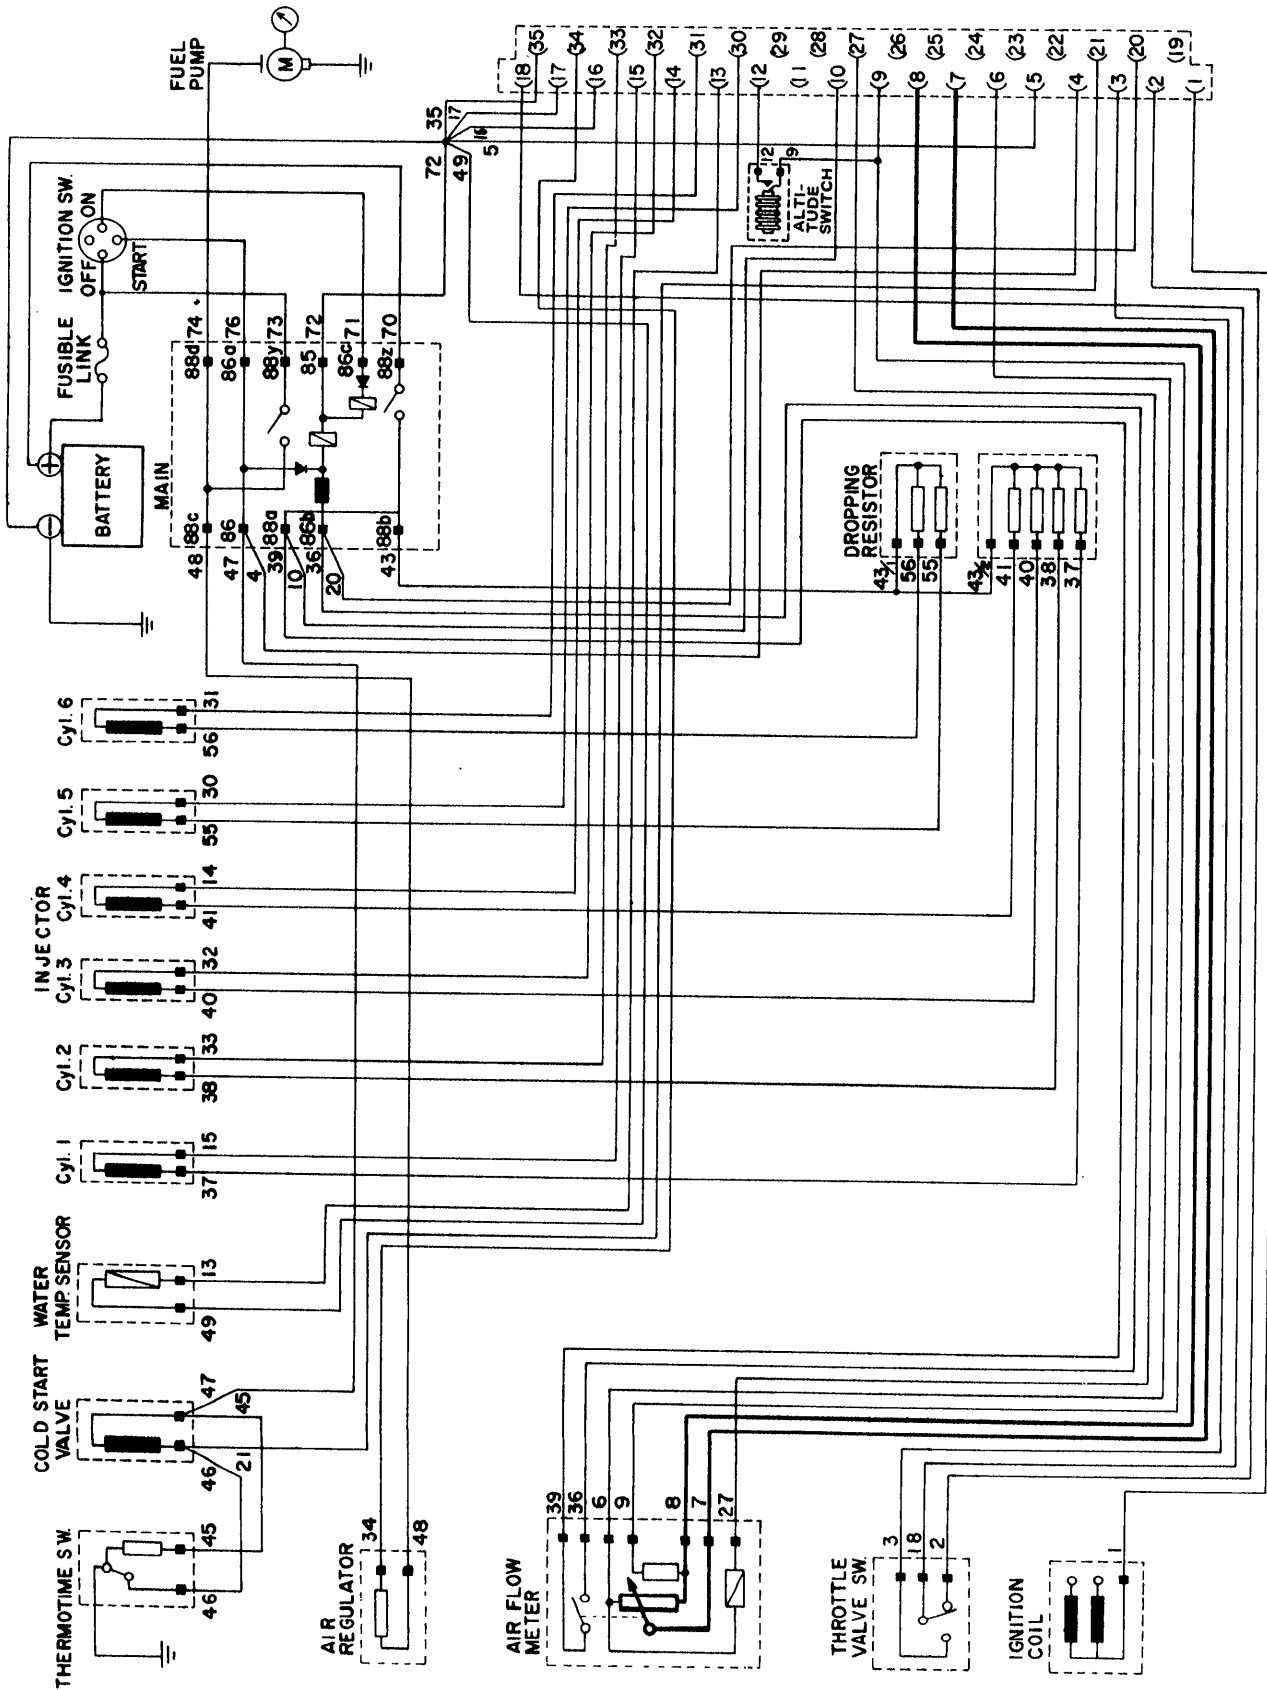 THERMOTIME SW.
46
45
COLD START
VALVE
46
21
45
47
WATER
TEMP. SENSOR
49
13
INJECTOR
Cyl. 1
37
15
Cyl. 2
38
33
Cyl. 3
40
32
Cyl. 4
41
14
Cyl. 5
55
30
Cyl. 6
56
31
BATTERY
FUSIBLE
LINK
IGNITION SW.
OFF
ON
START
FUEL
PUMP
M
MAIN
48
88c
88d
74
47
86
86a
76
4
39
88a
88y
73
10
36
86b
85
72
20
86c
71
43
88b
88z
70
72
35
17
16
49
5
AIR
REGULATOR
34
48
AIR FLOW
METER
39
36
6
9
8
7
27
THROTTLE
VALVE SW.
3
18
2
IGNITION
COIL
1
DROPPING
RESISTOR
43/1
56
55
43/2
41
40
38
37
ALTI-
TUDE
SWITCH
12
9
(18
(35
(17
(34
(16
(33
(15
(32
(14
(31
(13
(30
(12
(29
(11
(28
(10
(27
(9
(26
(8
(25
(7
(24
(6
(23
(5
(22
(4
(21
(3
(20
(2
(19
(1